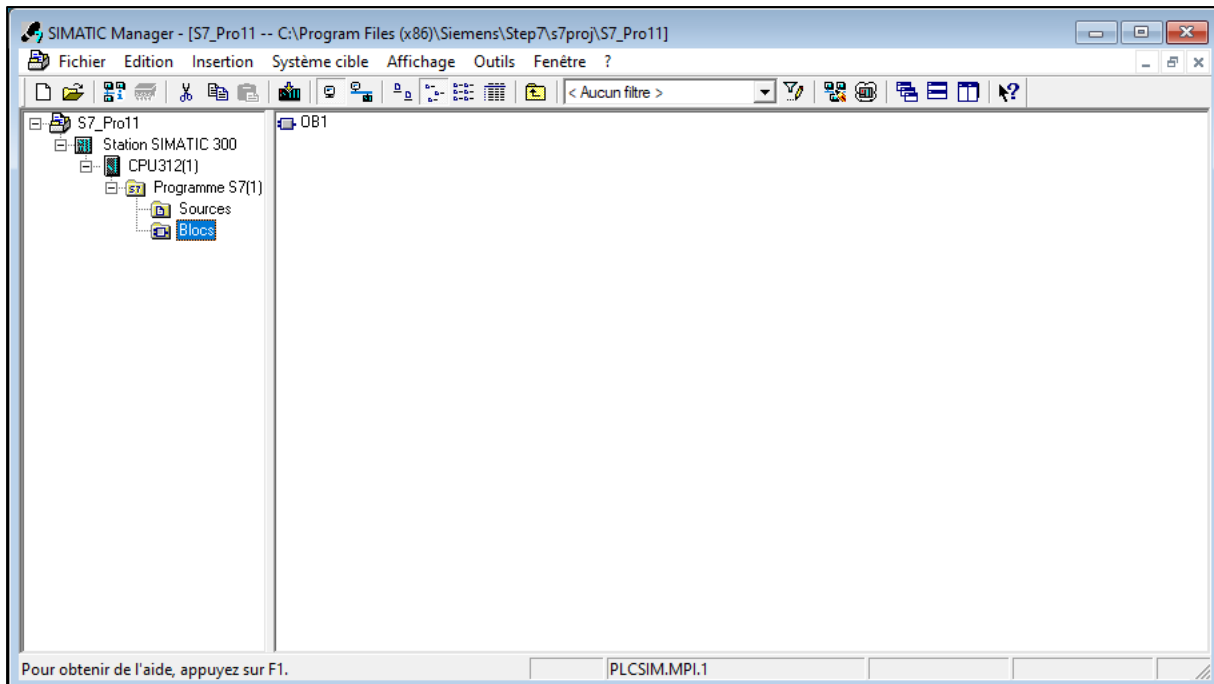 SIMATIC Manager - [S7_Pro11 -- C:\Program Files (x86)\Siemens\Step7\s7proj\S7_Pro11]
Fichier Edition Insertion Système cible Affichage Outils Fenêtre ?
< Aucun filtre >
S7_Pro11
Station SIMATIC 300
CPU312(1)
Programme S7(1)
Sources
Blocs
OB1
Pour obtenir de l'aide, appuyez sur F1.
PLCSIM.MPI.1